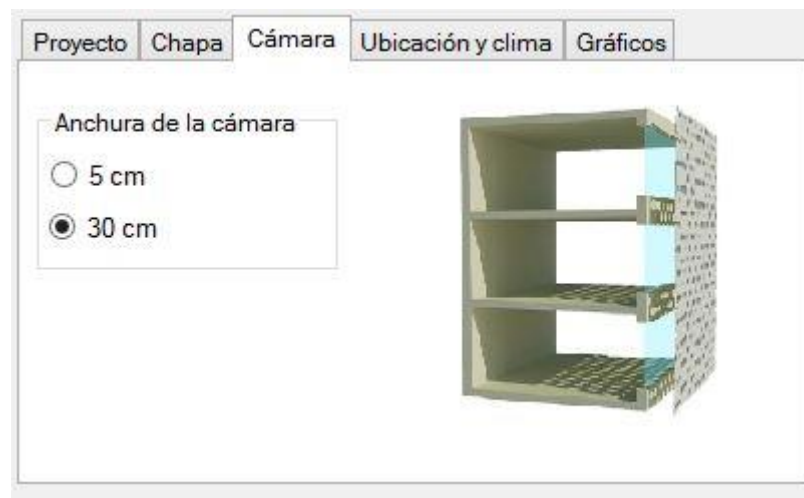 Proyecto Chapa Cámara Ubicación y clima Gráficos
Anchura de la cámara
5 cm
30 cm